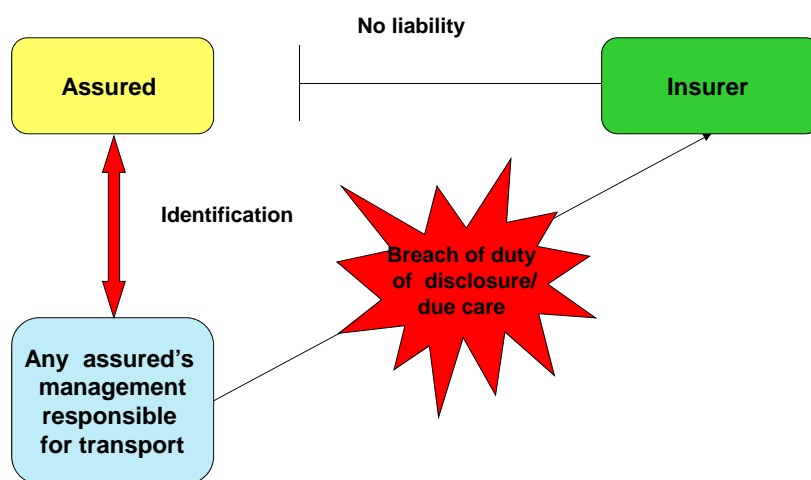 No liability
Assured
Insurer
Identification
Breach of duty
of disclosure/
due care
Any assured's
management
responsible
for transport